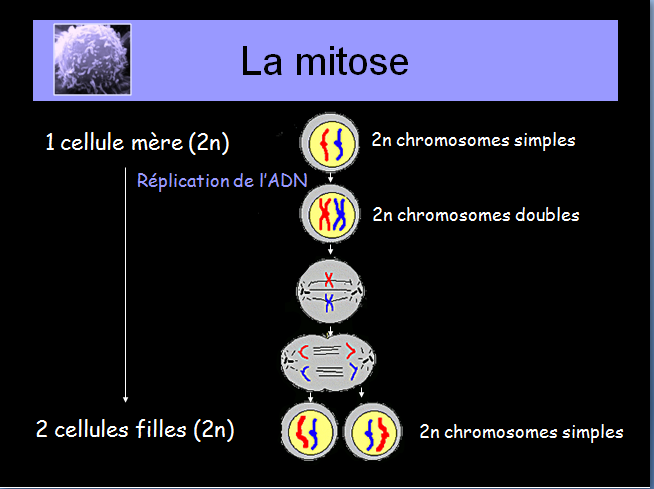 La mitose
1 cellule mère (2n)
2n chromosomes simples
Réplication de l'ADN
2n chromosomes doubles
2 cellules filles (2n)
2n chromosomes simples